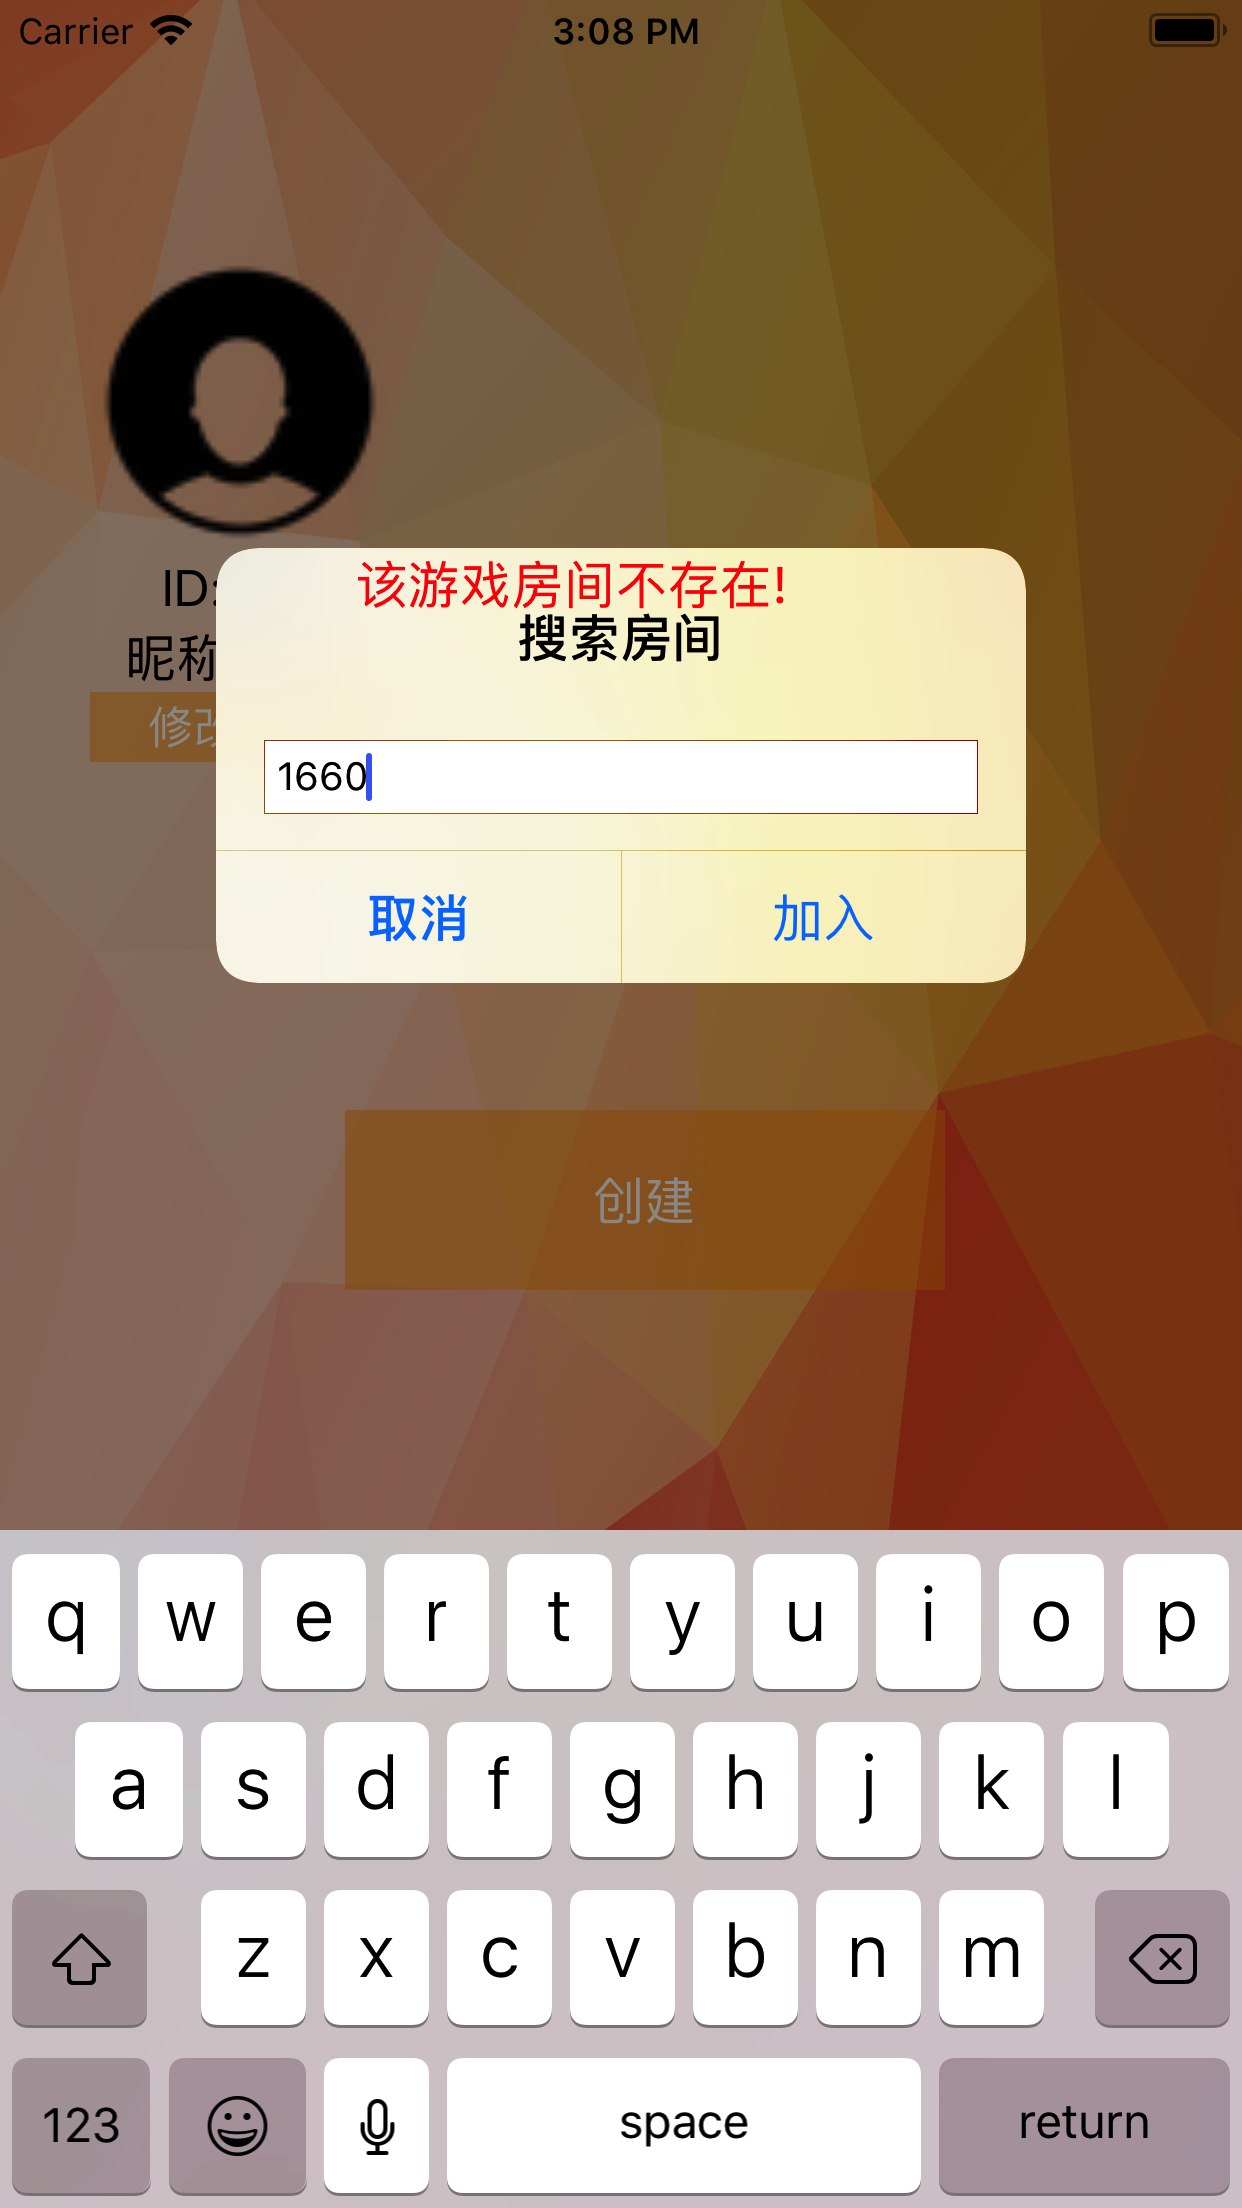 Carrier 3:08 PM
ID:
昵称
修改
该游戏房间不存在!
搜索房间
1660
取消 加入
创建
q w e r t y u i o p
a s d f g h j k l
z x c v b n m
123 space return